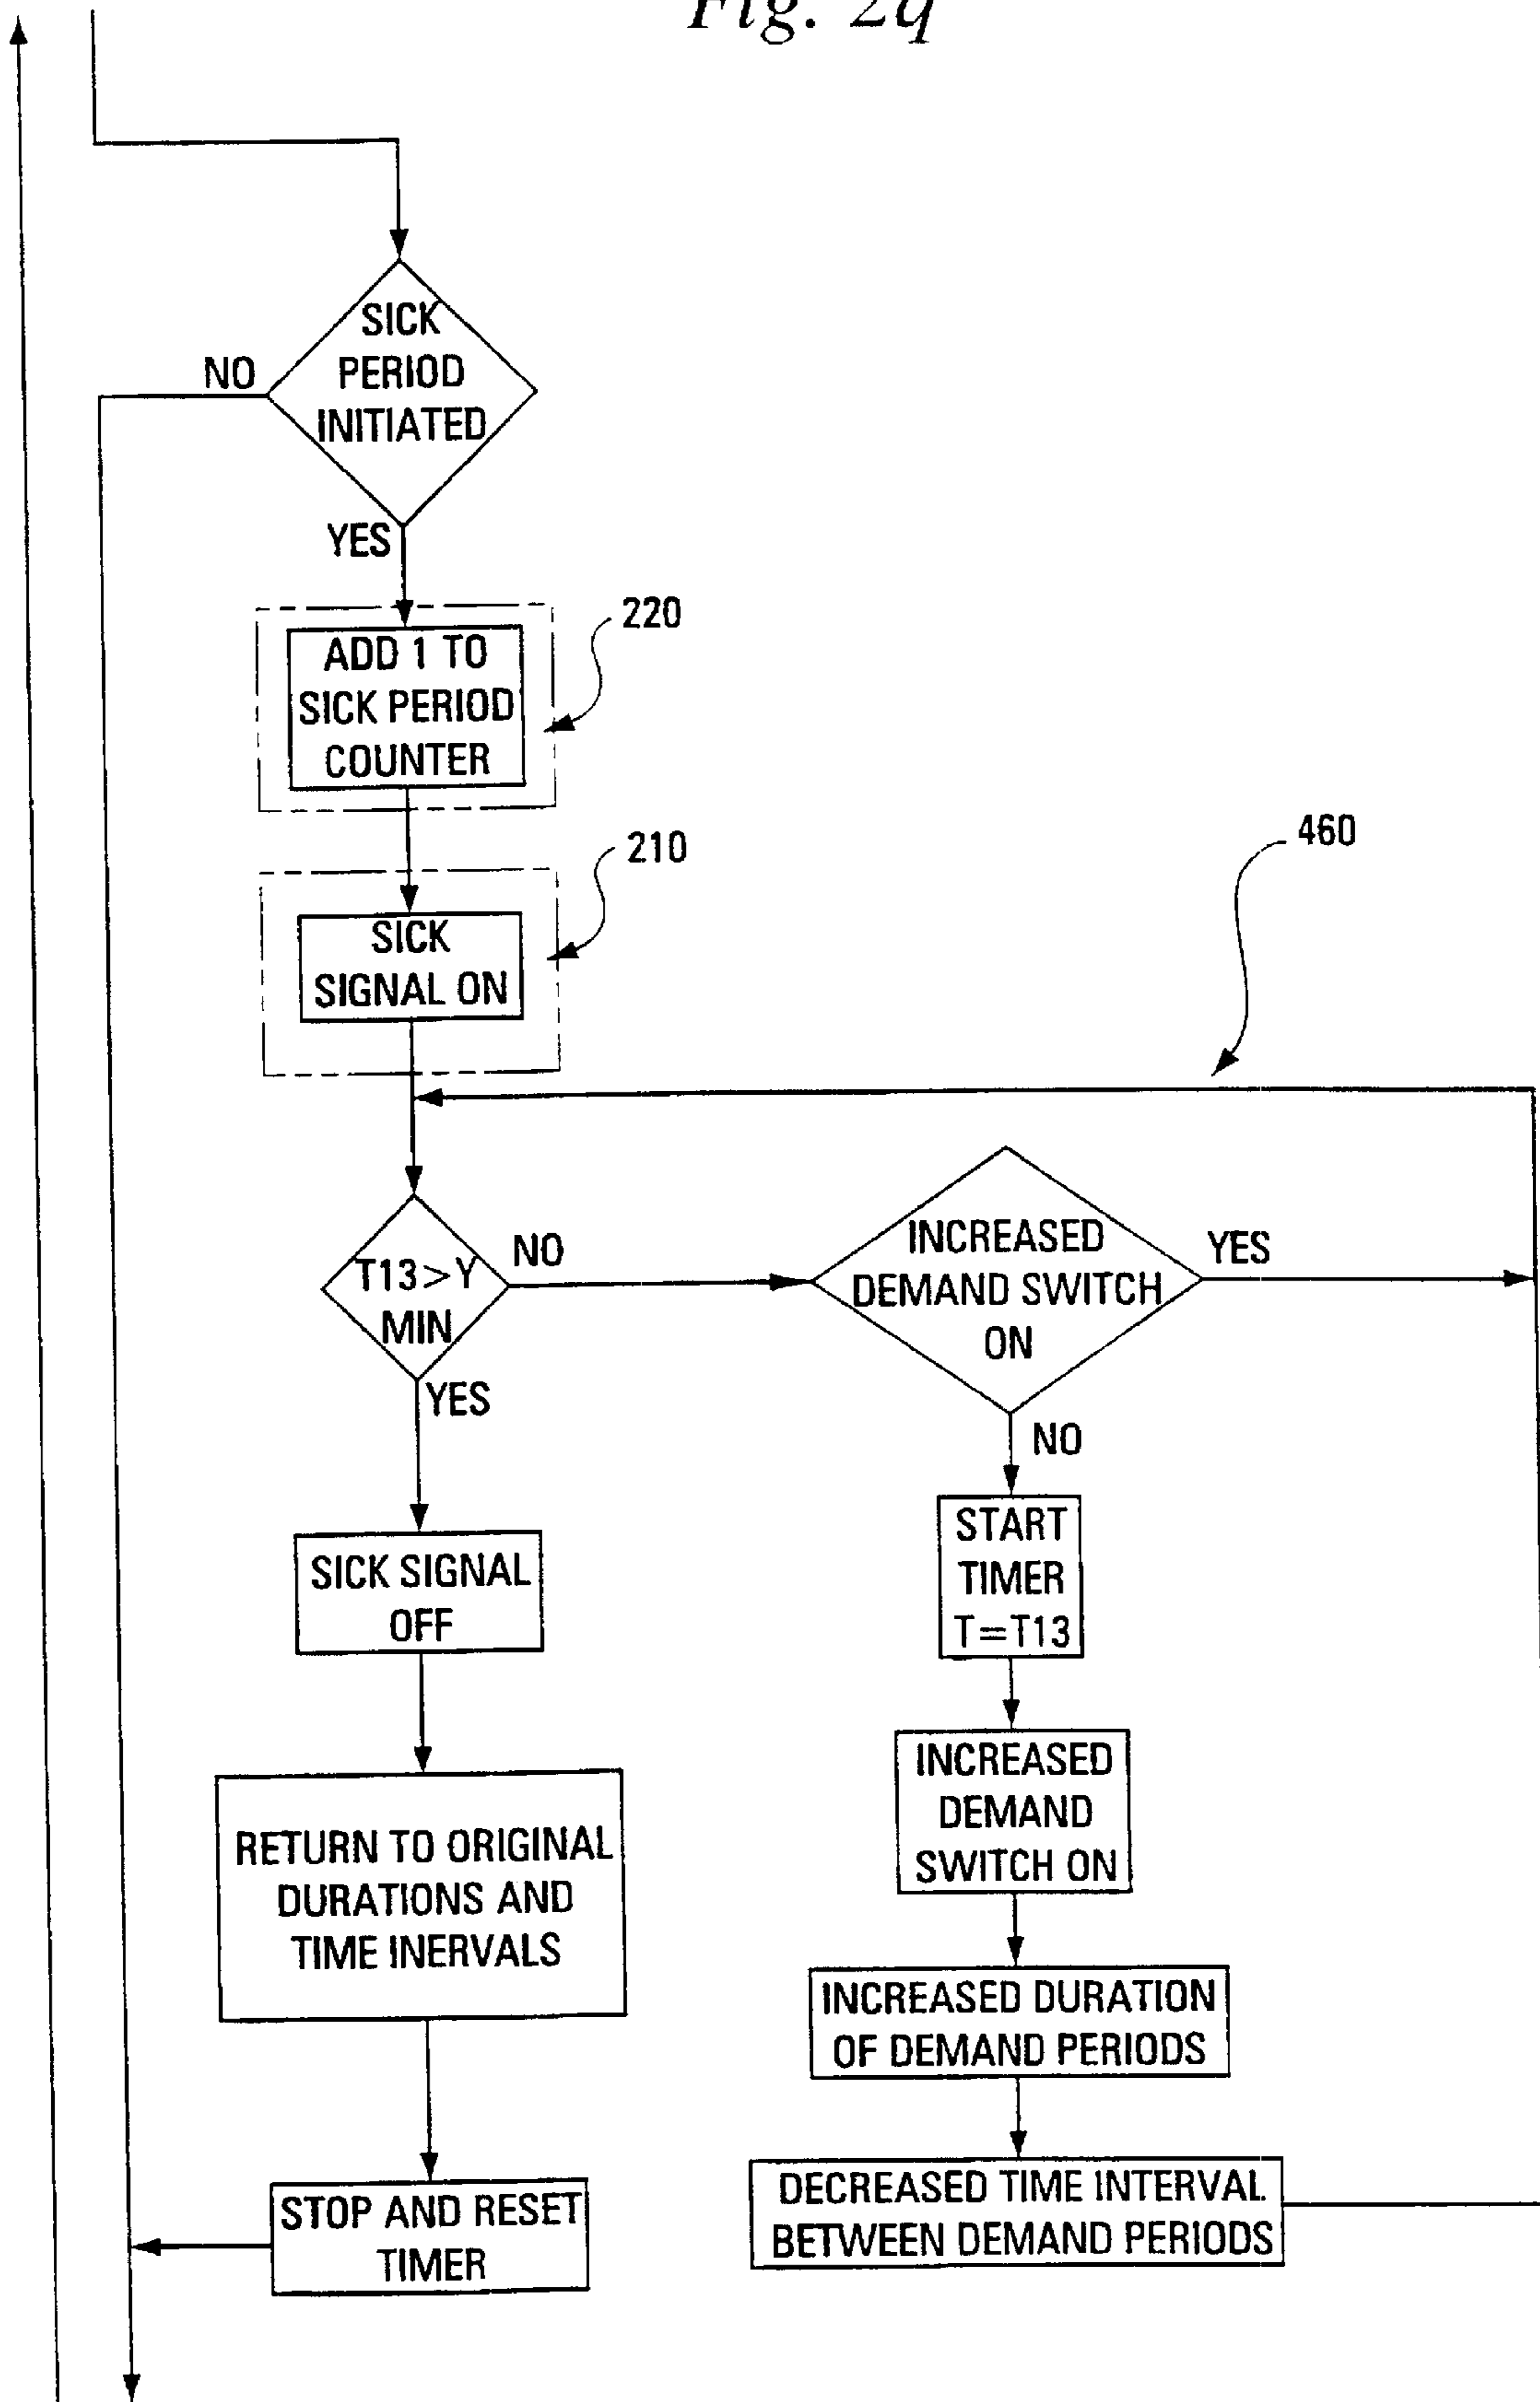 Fig. 2q
SICK
PERIOD
INITIATED
NO
YES
220
ADD 1 TO
SICK PERIOD
COUNTER
210
SICK
SIGNAL ON
460
T13>Y
MIN
NO
YES
INCREASED
DEMAND SWITCH
ON
YES
NO
START
TIMER
T=T13
SICK SIGNAL
OFF
INCREASED
DEMAND
SWITCH ON
RETURN TO ORIGINAL
DURATIONS AND
TIME INERVALS
INCREASED DURATION
OF DEMAND PERIODS
STOP AND RESET
TIMER
DECREASED TIME INTERVAL
BETWEEN DEMAND PERIODS